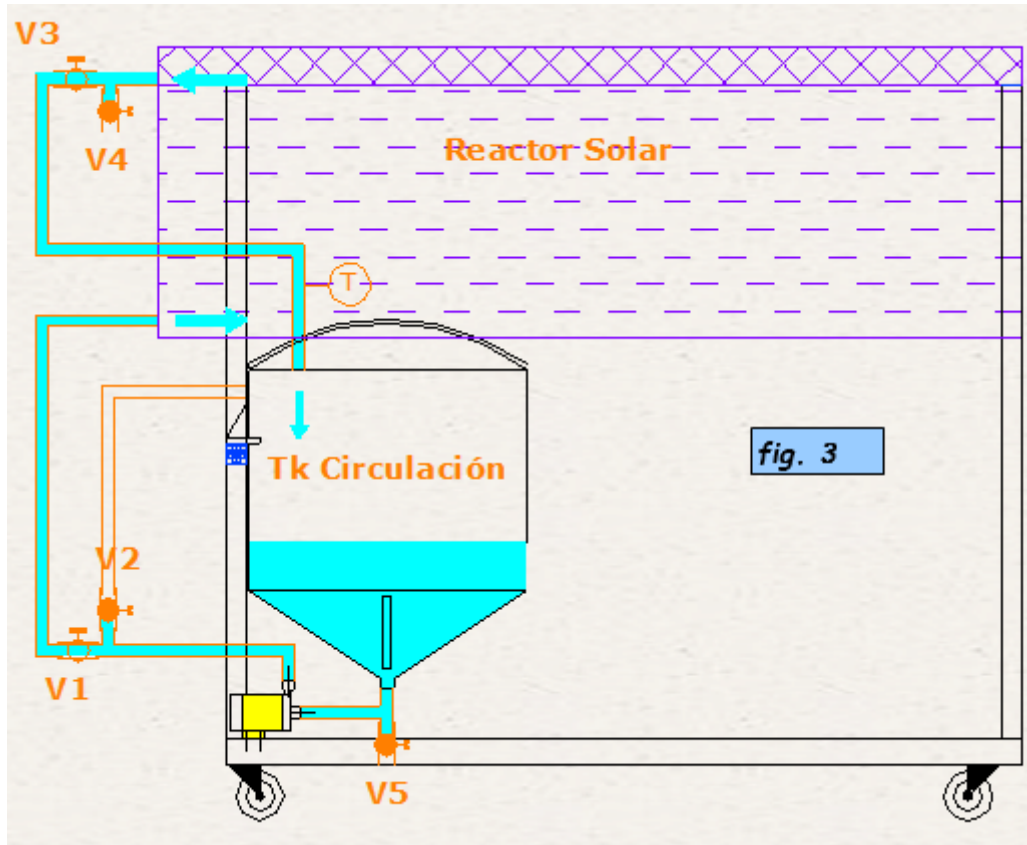 V3
V4
Reactor Solar
T
fig. 3
Tk Circulación
V2
V1
V5